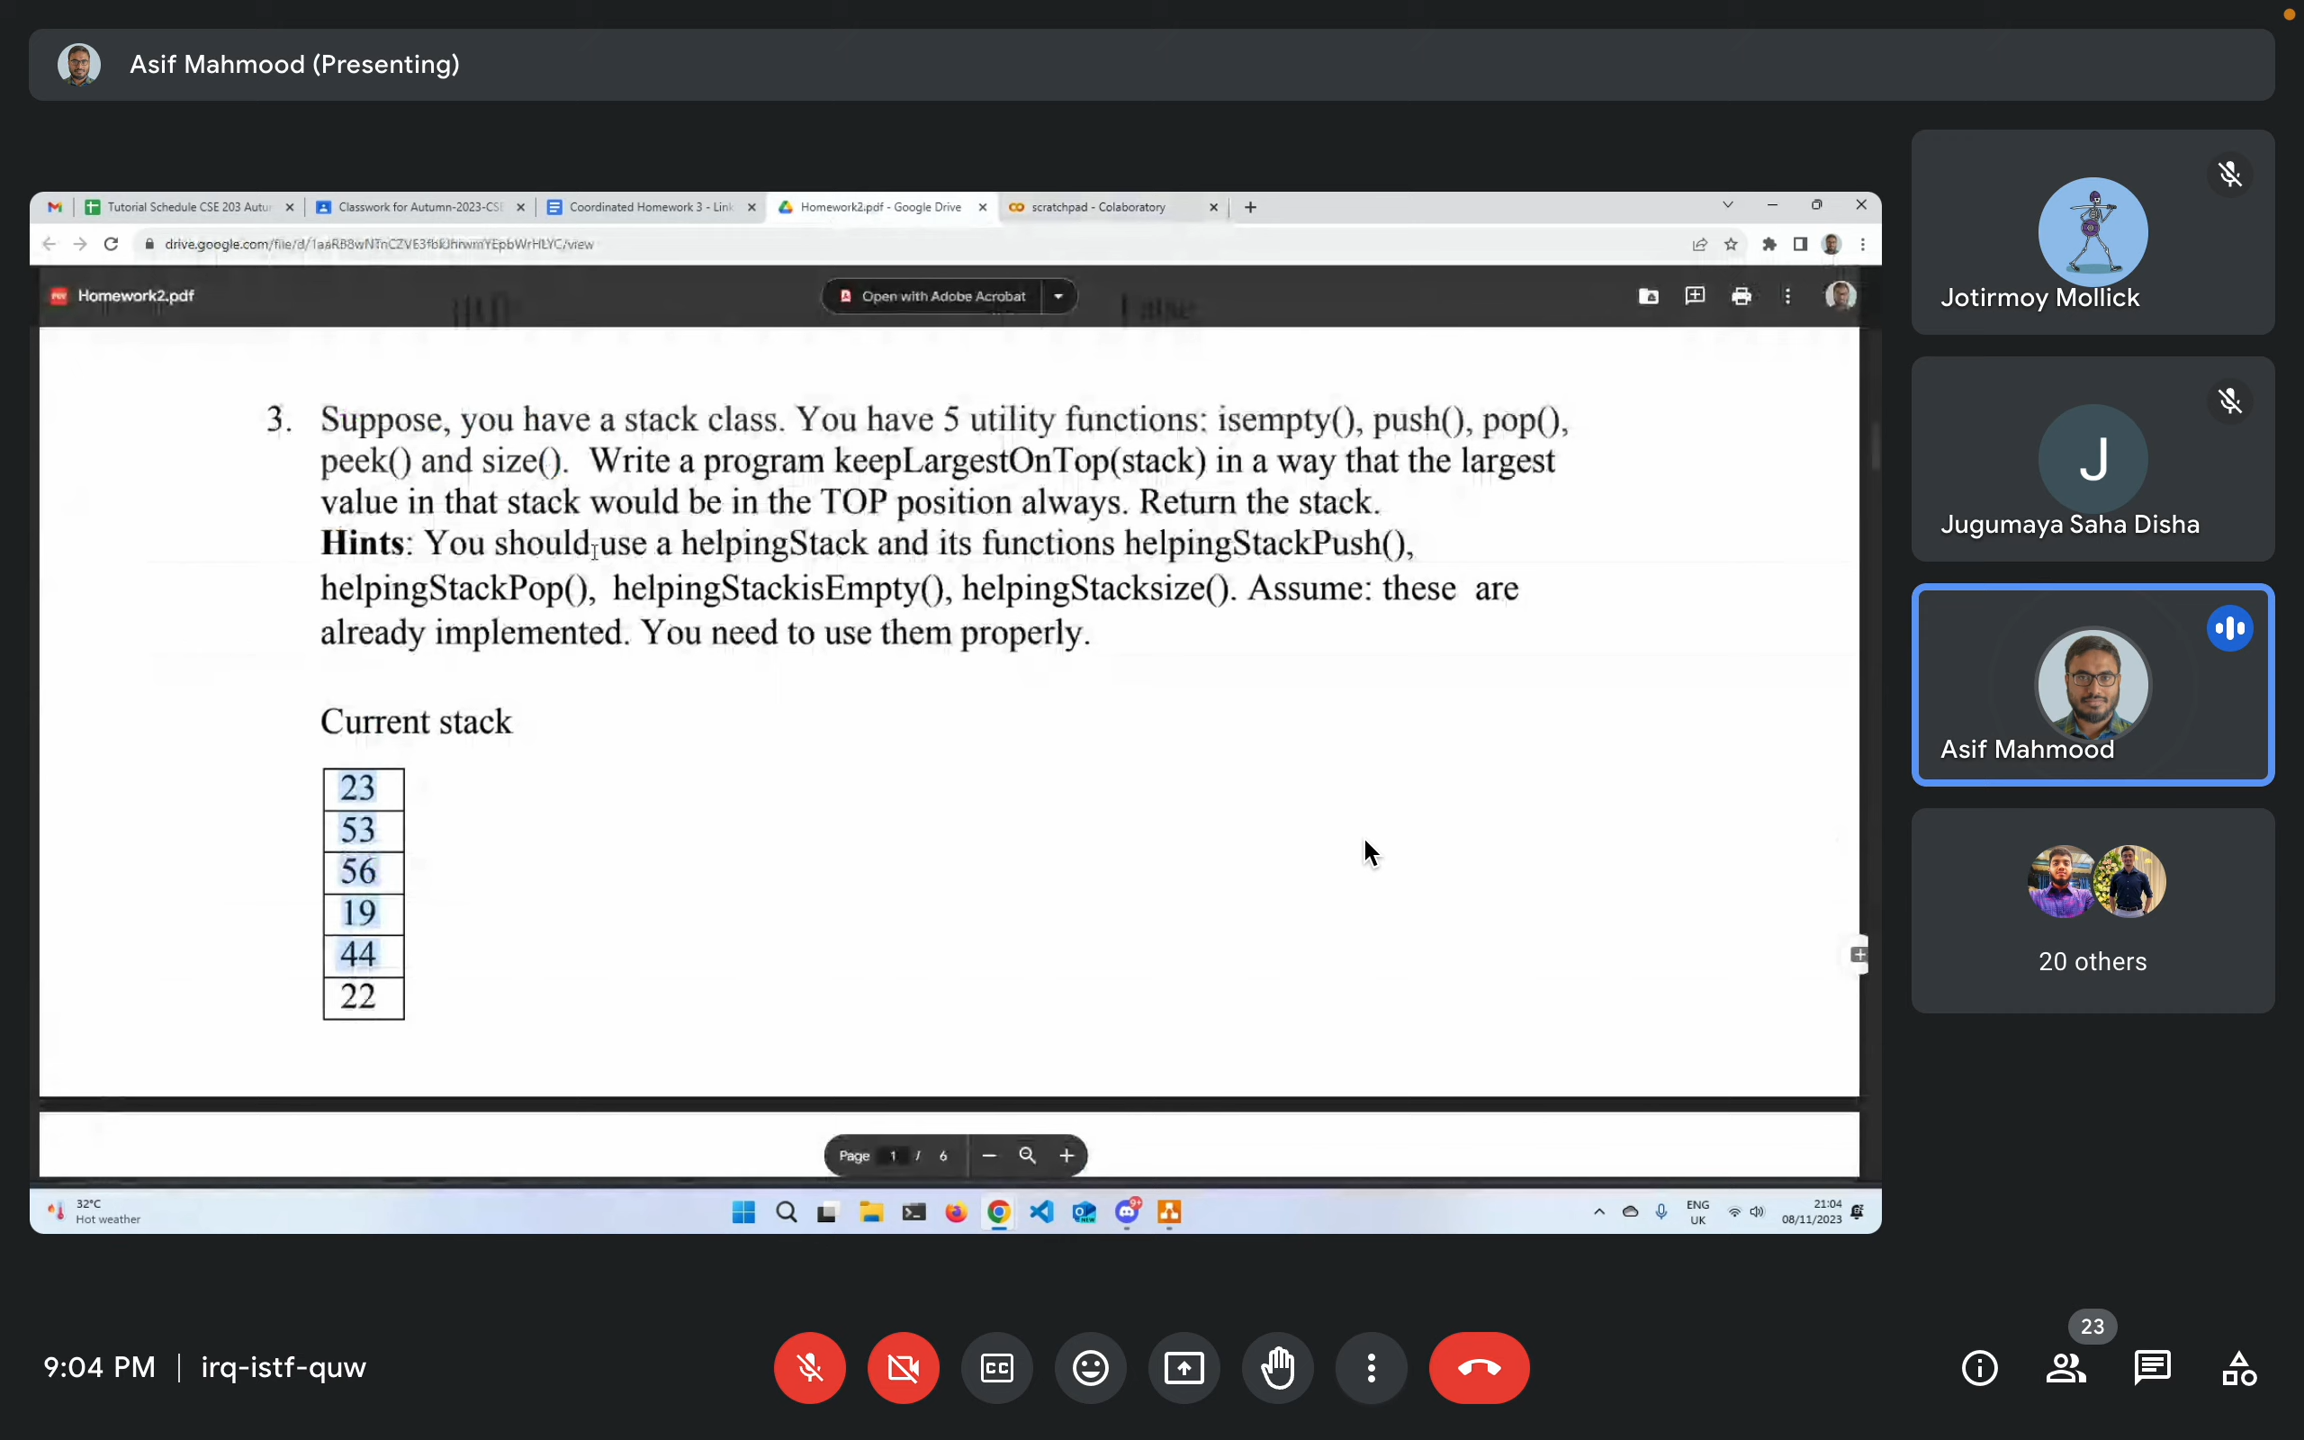 Asif Mahmood (Presenting)
Tutorial Schedule CSE 203 Autu
Classwork for Autumn-2023-CSE
Coordinated Homework 3 - Link
Homework2.pdf - Google Drive
scratchpad - Colaboratory
Homework2.pdf
Open with Adobe Acrobat
3. Suppose, you have a stack class. You have 5 utility functions: isempty(), push(), pop(),
peek() and size(). Write a program keepLargestOnTop(stack) in a way that the largest
value in that stack would be in the TOP position always. Return the stack.
Hints: You should use a helpingStack and its functions helpingStackPush(),
helpingStackPop(), helpingStackisEmpty(), helpingStacksize(). Assume: these are
already implemented. You need to use them properly.
Current stack
23
53
56
19
44
22
Page 1 / 6
32°C
Hot weather
ENG
UK
21:04
08/11/2023
Jotirmoy Mollick
J
Jugumaya Saha Disha
Asif Mahmood
20 others
9:04 PM | irq-istf-quw
CC
23